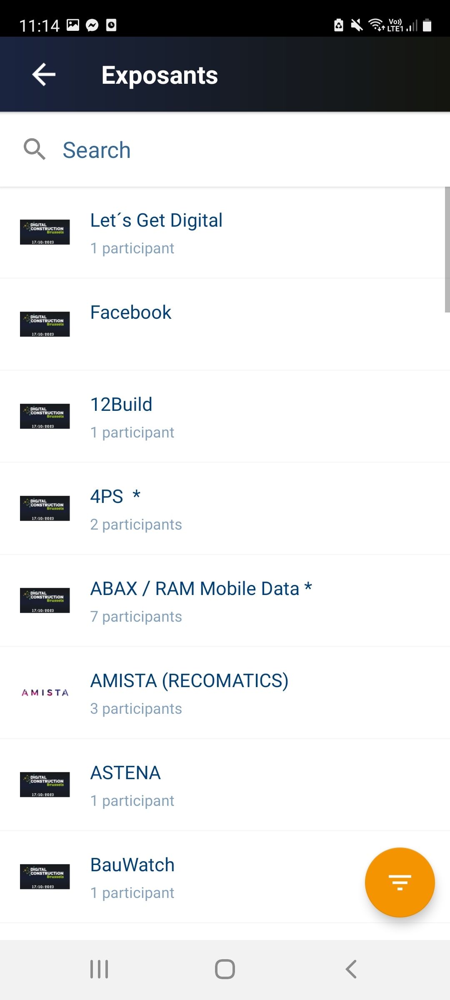 11:14
Vo))
LTE1
Exposants
Search
DiGiTAL
CONSTRUCTiON
Brussels
17/10/2023
Let´s Get Digital
1 participant
DiGiTAL
CONSTRUCTiON
Brussels
17/10/2023
Facebook
DiGiTAL
CONSTRUCTiON
Brussels
17/10/2023
12Build
1 participant
DiGiTAL
CONSTRUCTiON
Brussels
17/10/2023
4PS  *
2 participants
DiGiTAL
CONSTRUCTiON
Brussels
17/10/2023
ABAX / RAM Mobile Data *
7 participants
AMISTA
AMISTA (RECOMATICS)
3 participants
DiGiTAL
CONSTRUCTiON
Brussels
17/10/2023
ASTENA
1 participant
DiGiTAL
CONSTRUCTiON
Brussels
17/10/2023
BauWatch
1 participant